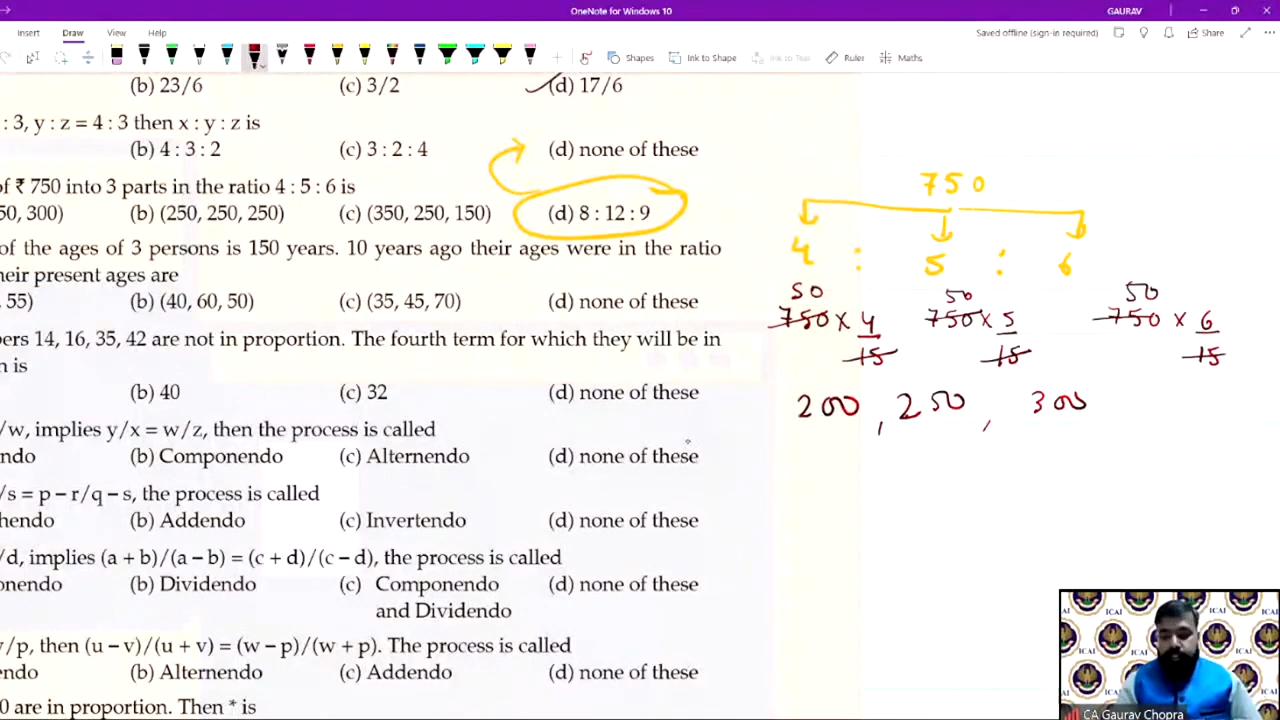 OneNote for Windows 10
GAURAV
Insert Draw View Help
Saved offline (sign-in required)
Share
Shapes
Ink to Shape
Ink to Text
Ruler
Maths
(b) 23/6 (c) 3/2 (d) 17/6
: 3, y : z = 4 : 3 then x : y : z is
(b) 4 : 3 : 2 (c) 3 : 2 : 4 (d) none of these
of ₹ 750 into 3 parts in the ratio 4 : 5 : 6 is
50, 300) (b) (250, 250, 250) (c) (350, 250, 150) (d) 8 : 12 : 9
of the ages of 3 persons is 150 years. 10 years ago their ages were in the ratio
heir present ages are
, 55) (b) (40, 60, 50) (c) (35, 45, 70) (d) none of these
ers 14, 16, 35, 42 are not in proportion. The fourth term for which they will be in
n is
(b) 40 (c) 32 (d) none of these
/w, implies y/x = w/z, then the process is called
ndo (b) Componendo (c) Alternendo (d) none of these
/s = p – r/q – s, the process is called
hendo (b) Addendo (c) Invertendo (d) none of these
/d, implies (a + b)/(a – b) = (c + d)/(c – d), the process is called
onendo (b) Dividendo (c) Componendo (d) none of these
and Dividendo
v/p, then (u – v)/(u + v) = (w – p)/(w + p). The process is called
endo (b) Alternendo (c) Addendo (d) none of these
0 are in proportion. Then * is
750
4 : 5 : 6
50 50 50
750 × 4/15 750 × 5/15 750 × 6/15
200 , 250 , 300
ICAI ICAI
ICAI
CA Gaurav Chopra